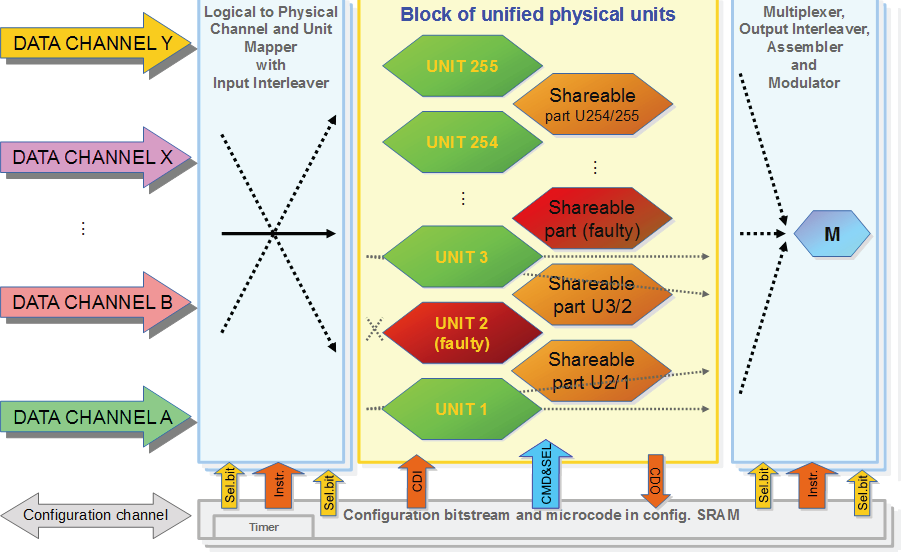 Logical to Physical
Channel and Unit
Mapper
with
Input Interleaver
Block of unified physical units
Multiplexer,
Output Interleaver,
Assembler
and
Modulator
DATA CHANNEL Y
DATA CHANNEL X
⋮
DATA CHANNEL B
DATA CHANNEL A
UNIT 255
Shareable
part U254/255
UNIT 254
⋮
⋮
Shareable
part (faulty)
UNIT 3
Shareable
part U3/2
UNIT 2
(faulty)
Shareable
part U2/1
UNIT 1
M
Sel.bit
Instr.
Sel.bit
CDI
CMD&SEL
CDO
Sel.bit
Instr.
Sel.bit
Configuration channel
Configuration bitstream and microcode in config. SRAM
Timer